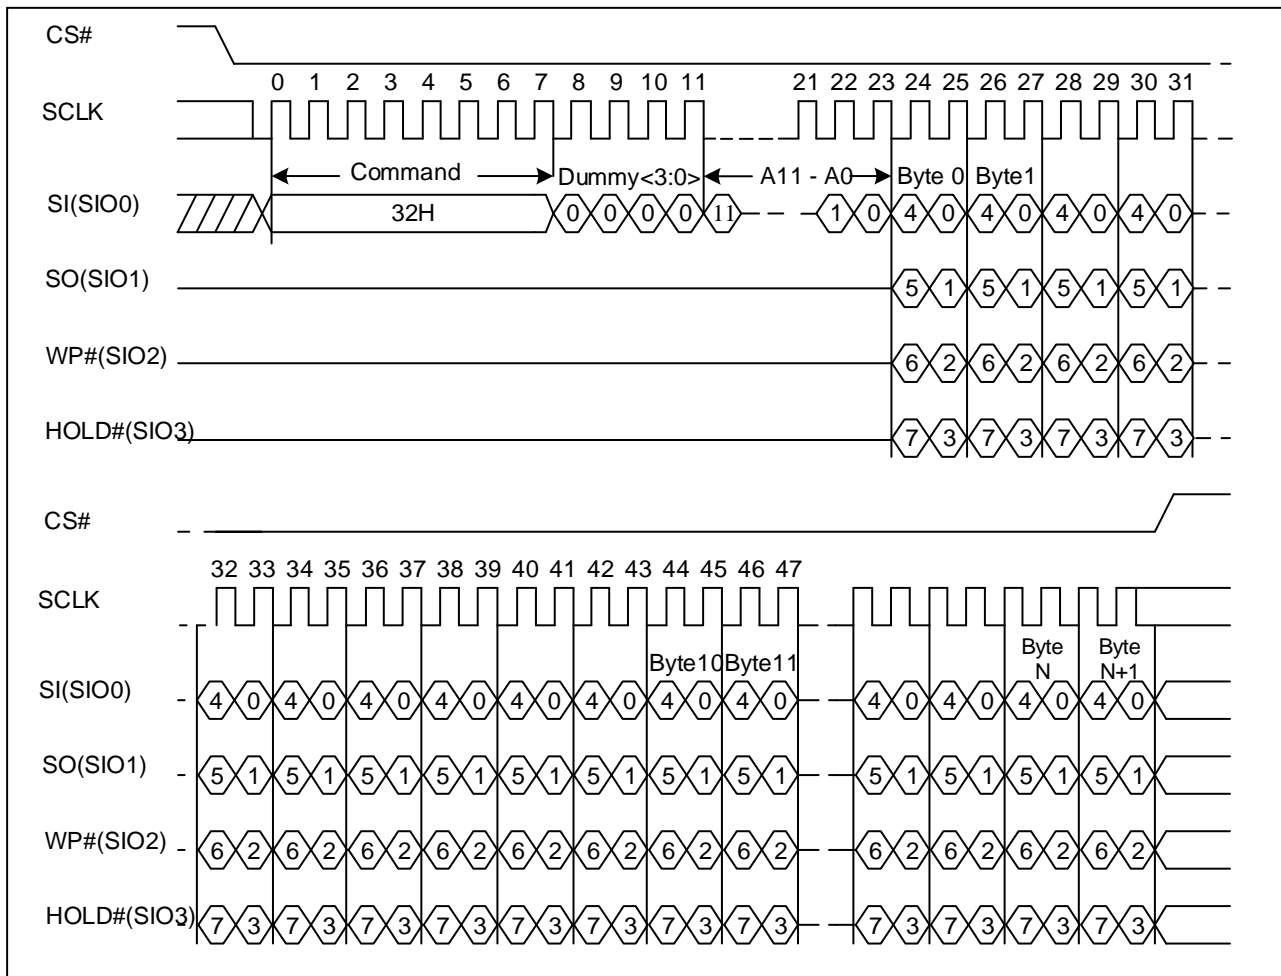 CS#
0 1 2 3 4 5 6 7 8 9 10 11 21 22 23 24 25 26 27 28 29 30 31
SCLK
Command Dummy<3:0> A11 - A0 Byte 0 Byte1
SI(SIO0) 32H 0 0 0 0 11 1 0 4 0 4 0 4 0 4 0
SO(SIO1) 5 1 5 1 5 1 5 1
WP#(SIO2) 6 2 6 2 6 2 6 2
HOLD#(SIO3) 7 3 7 3 7 3 7 3
CS#
32 33 34 35 36 37 38 39 40 41 42 43 44 45 46 47
SCLK
Byte10 Byte11 Byte N Byte N+1
SI(SIO0) 4 0 4 0 4 0 4 0 4 0 4 0 4 0 4 0 4 0 4 0 4 0 4 0
SO(SIO1) 5 1 5 1 5 1 5 1 5 1 5 1 5 1 5 1 5 1 5 1 5 1 5 1
WP#(SIO2) 6 2 6 2 6 2 6 2 6 2 6 2 6 2 6 2 6 2 6 2 6 2 6 2
HOLD#(SIO3) 7 3 7 3 7 3 7 3 7 3 7 3 7 3 7 3 7 3 7 3 7 3 7 3